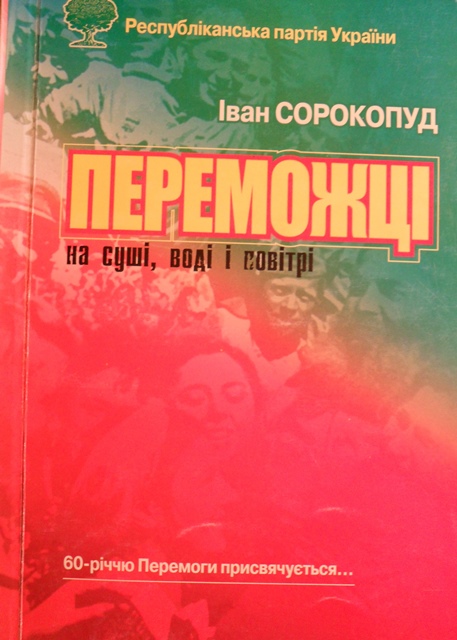 Республіканська партія України
Іван СОРОКОПУД
ПЕРЕМОЖЦІ
на суші, воді і повітрі
60-річчю Перемоги присвячується...